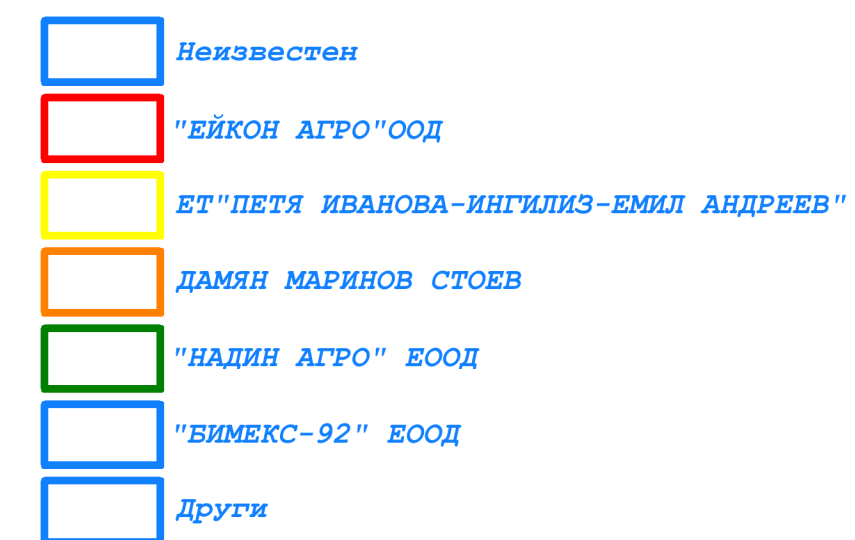 Неизвестен
"ЕЙКОН АГРО"ООД
ЕТ"ПЕТЯ ИВАНОВА-ИНГИЛИЗ-ЕМИЛ АНДРЕЕВ"
ДАМЯН МАРИНОВ СТОЕВ
"НАДИН АГРО" ЕООД
"БИМЕКС-92" ЕООД
Други